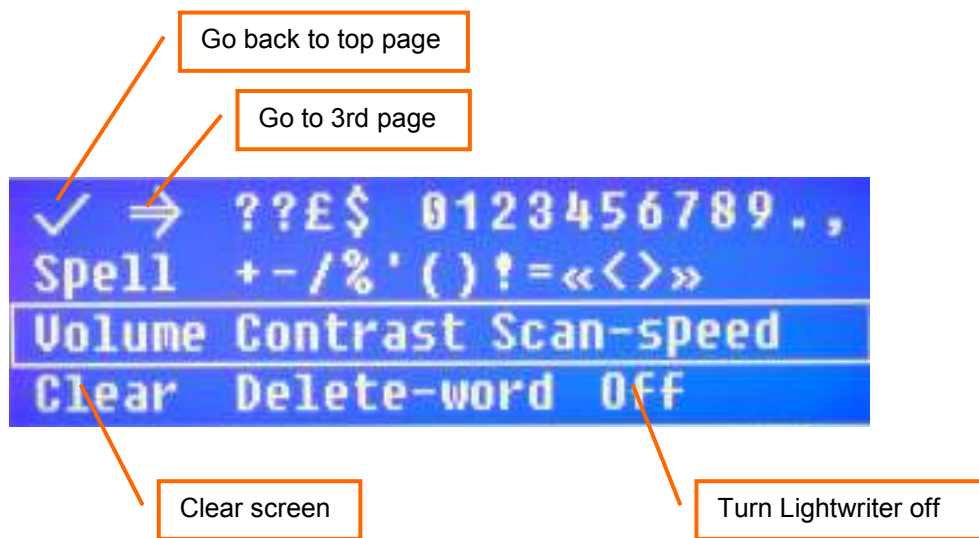 Go back to top page
Go to 3rd page
✓ ⇒ ??£$ 0123456789.,
Spell +-/%'()!=«<>»
Volume Contrast Scan-speed
Clear Delete-word Off
Clear screen
Turn Lightwriter off